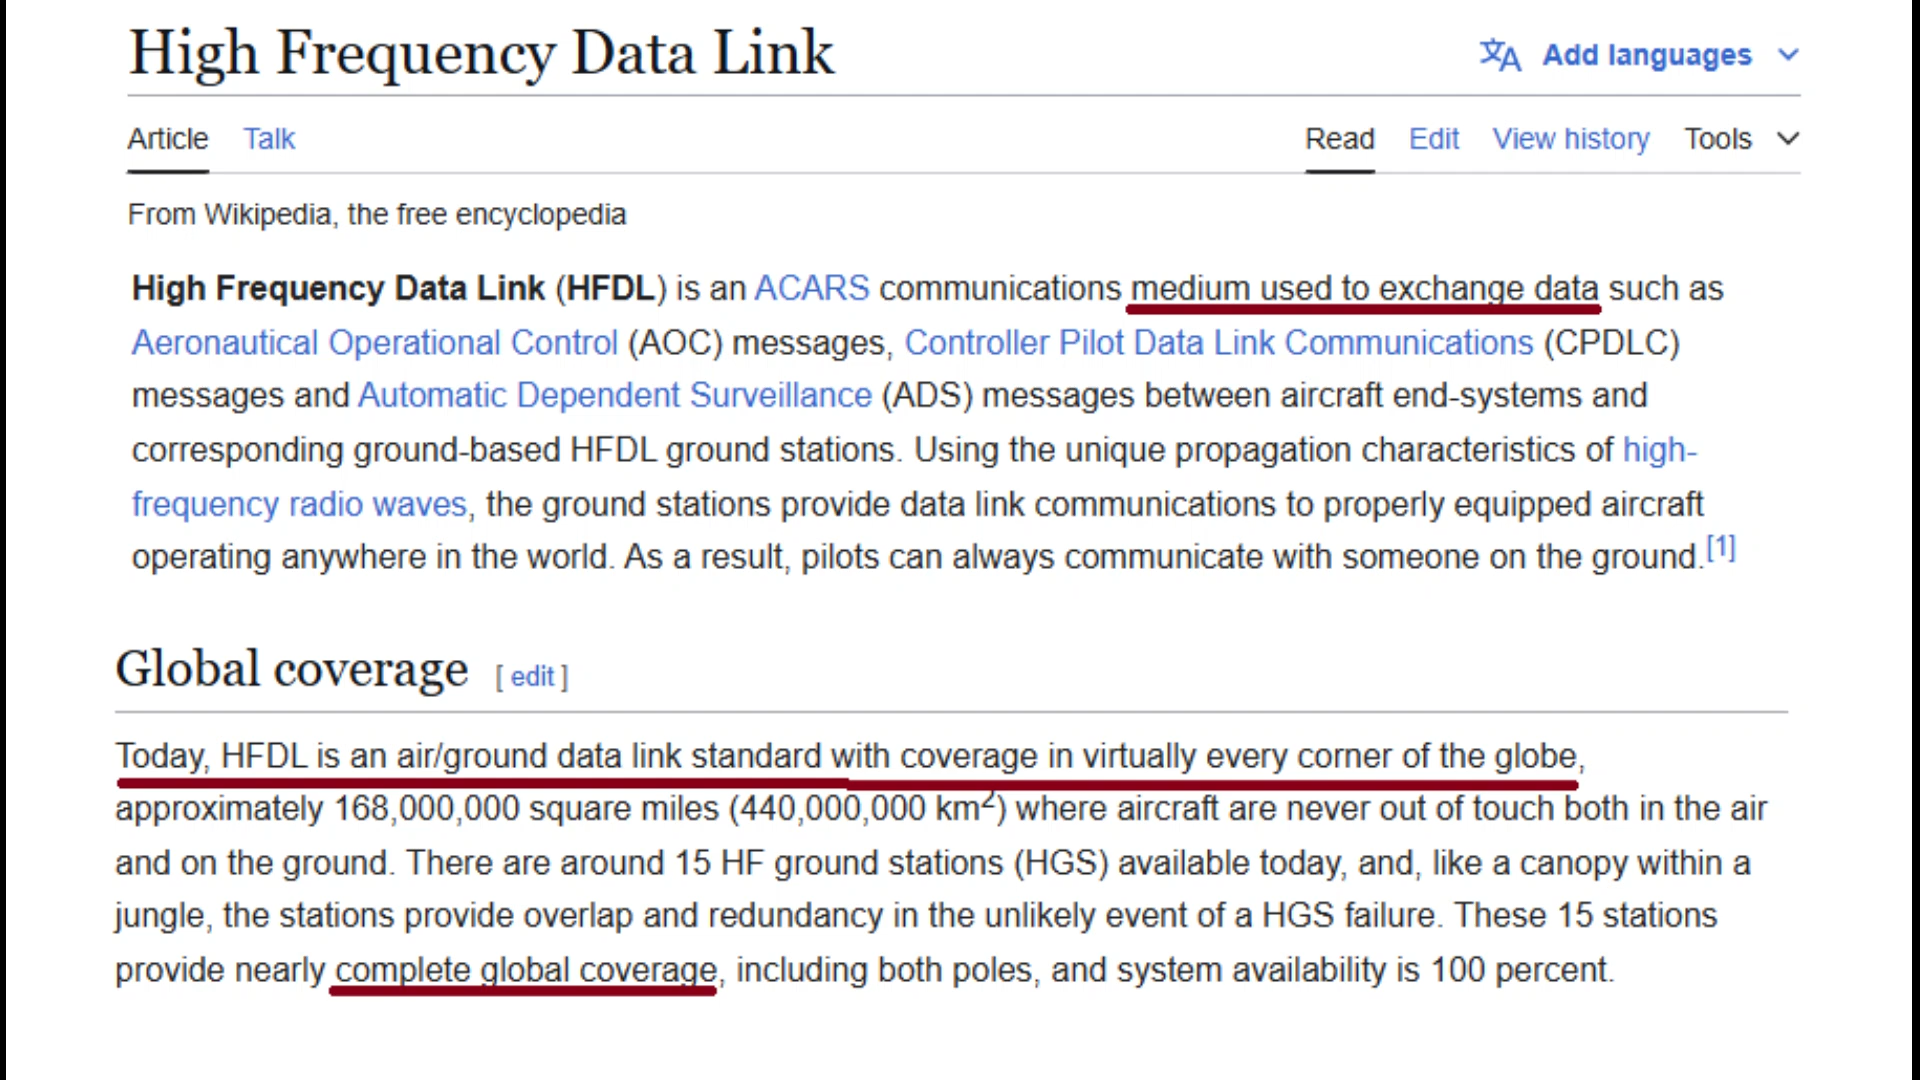 High Frequency Data Link
Add languages
Article Talk Read Edit View history Tools
From Wikipedia, the free encyclopedia
High Frequency Data Link (HFDL) is an ACARS communications medium used to exchange data such as
Aeronautical Operational Control (AOC) messages, Controller Pilot Data Link Communications (CPDLC)
messages and Automatic Dependent Surveillance (ADS) messages between aircraft end-systems and
corresponding ground-based HFDL ground stations. Using the unique propagation characteristics of high-
frequency radio waves, the ground stations provide data link communications to properly equipped aircraft
operating anywhere in the world. As a result, pilots can always communicate with someone on the ground.[1]
Global coverage [ edit ]
Today, HFDL is an air/ground data link standard with coverage in virtually every corner of the globe,
approximately 168,000,000 square miles (440,000,000 km²) where aircraft are never out of touch both in the air
and on the ground. There are around 15 HF ground stations (HGS) available today, and, like a canopy within a
jungle, the stations provide overlap and redundancy in the unlikely event of a HGS failure. These 15 stations
provide nearly complete global coverage, including both poles, and system availability is 100 percent.